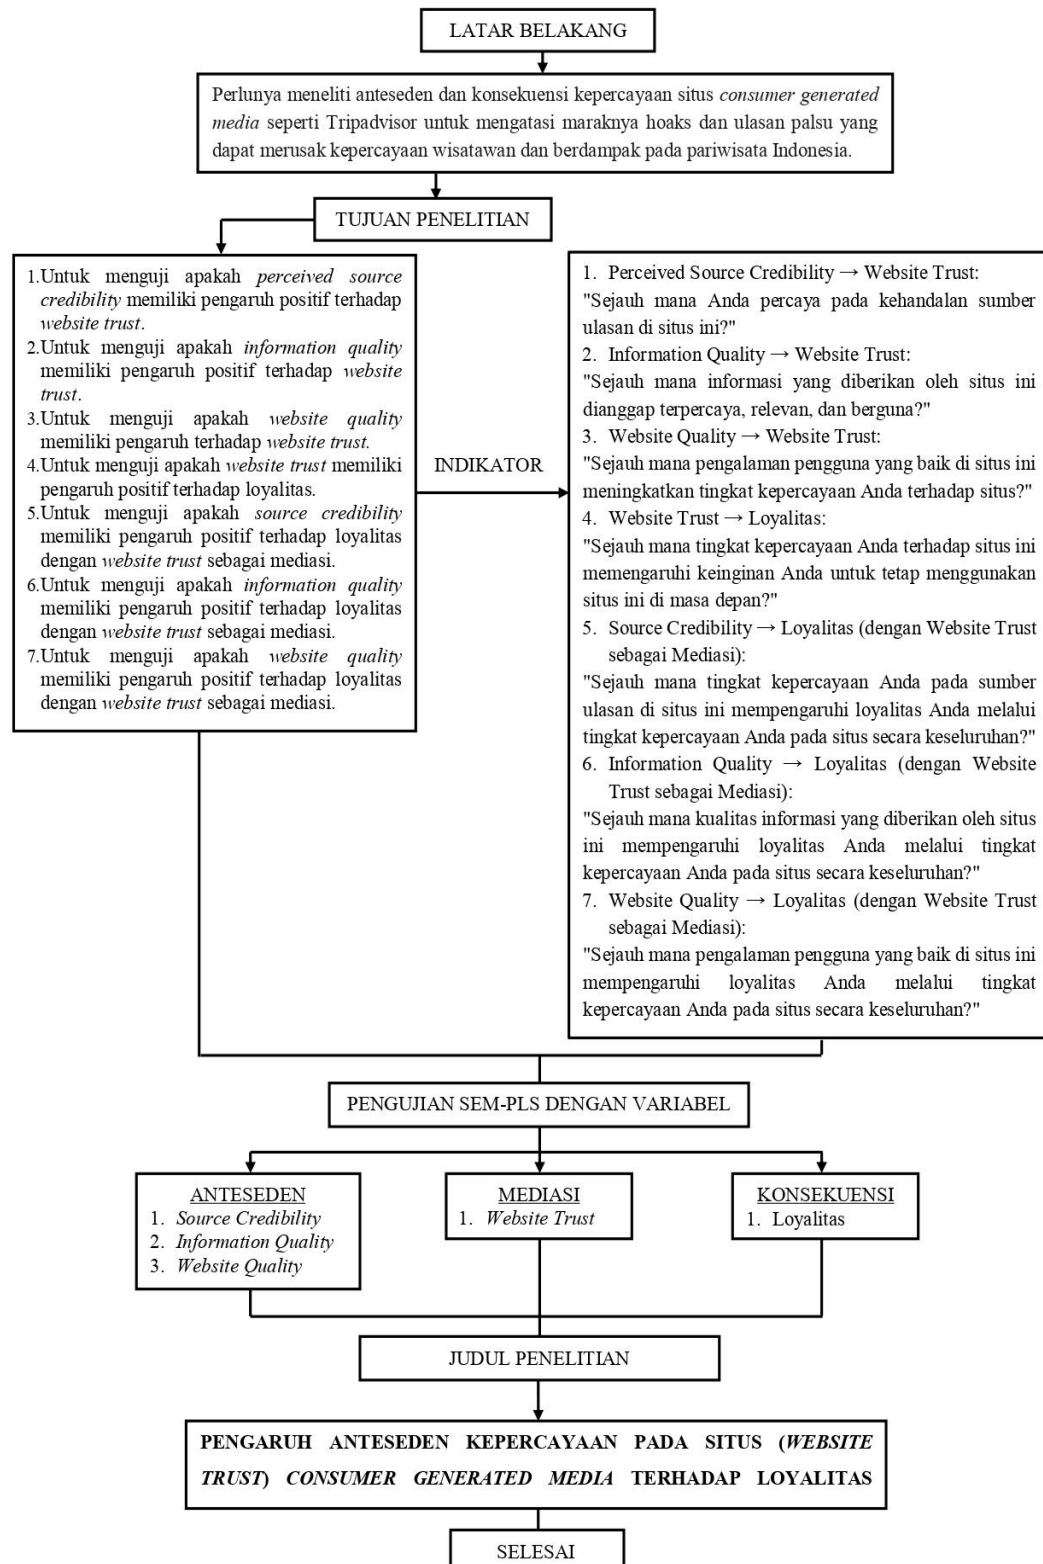 LATAR BELAKANG
Perlunya meneliti anteseden dan konsekuensi kepercayaan situs consumer generated
media seperti Tripadvisor untuk mengatasi maraknya hoaks dan ulasan palsu yang
dapat merusak kepercayaan wisatawan dan berdampak pada pariwisata Indonesia.
TUJUAN PENELITIAN
1.Untuk menguji apakah perceived source
credibility memiliki pengaruh positif terhadap
website trust.
2.Untuk menguji apakah information quality
memiliki pengaruh positif terhadap website
trust.
3.Untuk menguji apakah website quality
memiliki pengaruh terhadap website trust.
4.Untuk menguji apakah website trust memiliki
pengaruh positif terhadap loyalitas.
5.Untuk menguji apakah source credibility
memiliki pengaruh positif terhadap loyalitas
dengan website trust sebagai mediasi.
6.Untuk menguji apakah information quality
memiliki pengaruh positif terhadap loyalitas
dengan website trust sebagai mediasi.
7.Untuk menguji apakah website quality
memiliki pengaruh positif terhadap loyalitas
dengan website trust sebagai mediasi.
INDIKATOR
1. Perceived Source Credibility → Website Trust:
"Sejauh mana Anda percaya pada kehandalan sumber
ulasan di situs ini?"
2. Information Quality → Website Trust:
"Sejauh mana informasi yang diberikan oleh situs ini
dianggap terpercaya, relevan, dan berguna?"
3. Website Quality → Website Trust:
"Sejauh mana pengalaman pengguna yang baik di situs ini
meningkatkan tingkat kepercayaan Anda terhadap situs?"
4. Website Trust → Loyalitas:
"Sejauh mana tingkat kepercayaan Anda terhadap situs ini
memengaruhi keinginan Anda untuk tetap menggunakan
situs ini di masa depan?"
5. Source Credibility → Loyalitas (dengan Website Trust
sebagai Mediasi):
"Sejauh mana tingkat kepercayaan Anda pada sumber
ulasan di situs ini mempengaruhi loyalitas Anda melalui
tingkat kepercayaan Anda pada situs secara keseluruhan?"
6. Information Quality → Loyalitas (dengan Website
Trust sebagai Mediasi):
"Sejauh mana kualitas informasi yang diberikan oleh situs
ini mempengaruhi loyalitas Anda melalui tingkat
kepercayaan Anda pada situs secara keseluruhan?"
7. Website Quality → Loyalitas (dengan Website Trust
sebagai Mediasi):
"Sejauh mana pengalaman pengguna yang baik di situs ini
mempengaruhi loyalitas Anda melalui tingkat
kepercayaan Anda pada situs secara keseluruhan?"
PENGUJIAN SEM-PLS DENGAN VARIABEL
ANTESEDEN
1. Source Credibility
2. Information Quality
3. Website Quality
MEDIASI
1. Website Trust
KONSEKUENSI
1. Loyalitas
JUDUL PENELITIAN
PENGARUH ANTESEDEN KEPERCAYAAN PADA SITUS (WEBSITE
TRUST) CONSUMER GENERATED MEDIA TERHADAP LOYALITAS
SELESAI